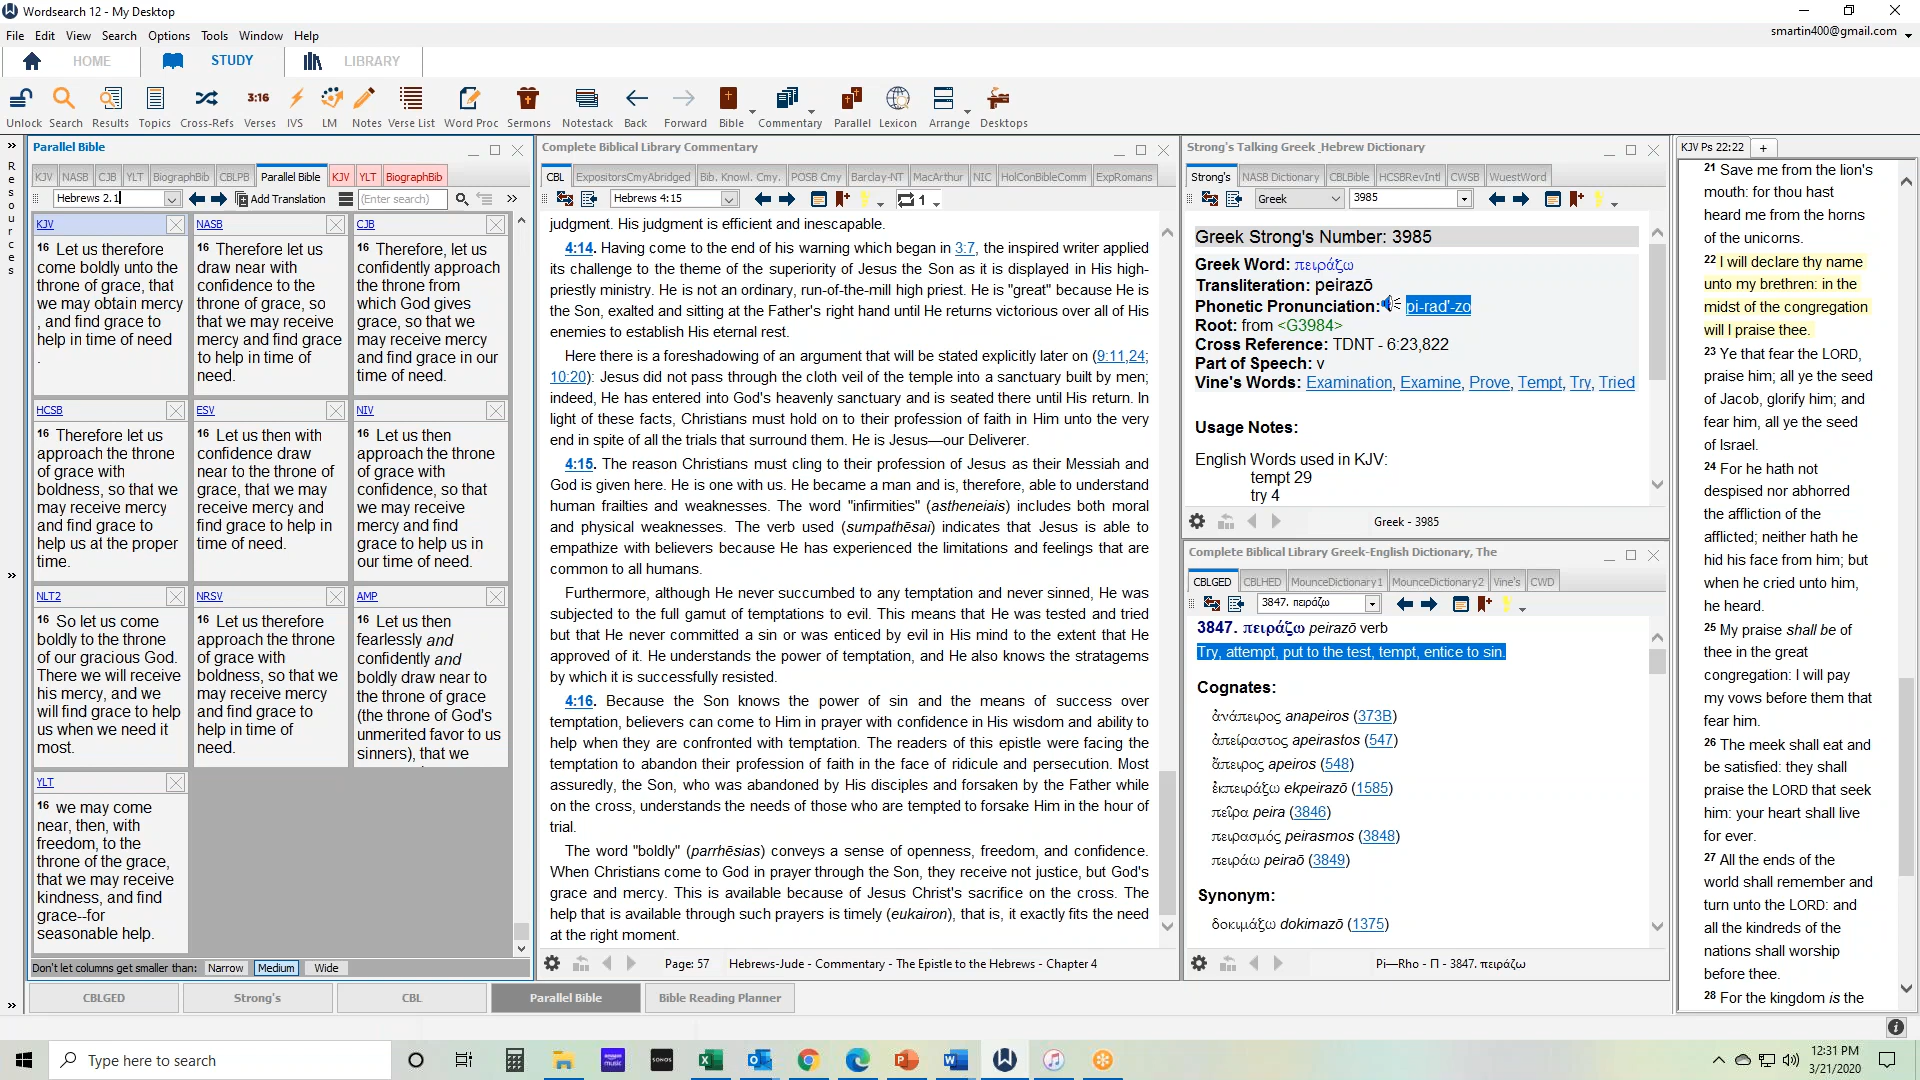 Wordsearch 12 - My Desktop
File Edit View Search Options Tools Window Help
smartin400@gmail.com
HOME STUDY LIBRARY
3:16
Unlock Search Results Topics Cross-Refs Verses IVS LM Notes Verse List Word Proc Sermons Notestack Back Forward Bible Commentary Parallel Lexicon Arrange Desktops
Resources
Parallel Bible
KJV NASB CJB YLT BiographBib CBLPB Parallel Bible KJV YLT BiographBib
Hebrews 2.1 Add Translation (Enter search)
KJV
16 Let us therefore
come boldly unto the
throne of grace, that
we may obtain mercy
, and find grace to
help in time of need
.
NASB
16 Therefore let us
draw near with
confidence to the
throne of grace, so
that we may receive
mercy and find grace
to help in time of
need.
CJB
16 Therefore, let us
confidently approach
the throne from
which God gives
grace, so that we
may receive mercy
and find grace in our
time of need.
HCSB
16 Therefore let us
approach the throne
of grace with
boldness, so that we
may receive mercy
and find grace to
help us at the proper
time.
ESV
16 Let us then with
confidence draw
near to the throne of
grace, that we may
receive mercy and
find grace to help in
time of need.
NIV
16 Let us then
approach the throne
of grace with
confidence, so that
we may receive
mercy and find
grace to help us in
our time of need.
NLT2
16 So let us come
boldly to the throne
of our gracious God.
There we will receive
his mercy, and we
will find grace to help
us when we need it
most.
NRSV
16 Let us therefore
approach the throne
of grace with
boldness, so that we
may receive mercy
and find grace to
help in time of
need.
AMP
16 Let us then
fearlessly and
confidently and
boldly draw near to
the throne of grace
(the throne of God's
unmerited favor to us
sinners), that we
YLT
16 we may come
near, then, with
freedom, to the
throne of the grace,
that we may receive
kindness, and find
grace--for
seasonable help.
Don't let columns get smaller than: Narrow Medium Wide
Complete Biblical Library Commentary
CBL ExpositorsCmyAbridged Bib. Knowl. Cmy. POSB Cmy Barclay-NT MacArthur NIC HolConBibleComm ExpRomans
Hebrews 4:15 1
judgment. His judgment is efficient and inescapable.
4:14. Having come to the end of his warning which began in 3:7, the inspired writer applied
its challenge to the theme of the superiority of Jesus the Son as it is displayed in His high-
priestly ministry. He is not an ordinary, run-of-the-mill high priest. He is "great" because He is
the Son, exalted and sitting at the Father's right hand until He returns victorious over all of His
enemies to establish His eternal rest.
Here there is a foreshadowing of an argument that will be stated explicitly later on (9:11,24;
10:20): Jesus did not pass through the cloth veil of the temple into a sanctuary built by men;
indeed, He has entered into God's heavenly sanctuary and is seated there until His return. In
light of these facts, Christians must hold on to their profession of faith in Him unto the very
end in spite of all the trials that surround them. He is Jesus—our Deliverer.
4:15. The reason Christians must cling to their profession of Jesus as their Messiah and
God is given here. He is one with us. He became a man and is, therefore, able to understand
human frailties and weaknesses. The word "infirmities" (astheneiais) includes both moral
and physical weaknesses. The verb used (sumpathēsai) indicates that Jesus is able to
empathize with believers because He has experienced the limitations and feelings that are
common to all humans.
Furthermore, although He never succumbed to any temptation and never sinned, He was
subjected to the full gamut of temptations to evil. This means that He was tested and tried
but that He never committed a sin or was enticed by evil in His mind to the extent that He
approved of it. He understands the power of temptation, and He also knows the stratagems
by which it is successfully resisted.
4:16. Because the Son knows the power of sin and the means of success over
temptation, believers can come to Him in prayer with confidence in His wisdom and ability to
help when they are confronted with temptation. The readers of this epistle were facing the
temptation to abandon their profession of faith in the face of ridicule and persecution. Most
assuredly, the Son, who was abandoned by His disciples and forsaken by the Father while
on the cross, understands the needs of those who are tempted to forsake Him in the hour of
trial.
The word "boldly" (parrhēsias) conveys a sense of openness, freedom, and confidence.
When Christians come to God in prayer through the Son, they receive not justice, but God's
grace and mercy. This is available because of Jesus Christ's sacrifice on the cross. The
help that is available through such prayers is timely (eukairon), that is, it exactly fits the need
at the right moment.
Page: 57 Hebrews-Jude - Commentary - The Epistle to the Hebrews - Chapter 4
Strong's Talking Greek_Hebrew Dictionary
Strong's NASB Dictionary CBLBible HCSBRevIntl CWSB WuestWord
Greek 3985
Greek Strong's Number: 3985
Greek Word: πειράζω
Transliteration: peirazō
Phonetic Pronunciation: pi-rad'-zo
Root: from <G3984>
Cross Reference: TDNT - 6:23,822
Part of Speech: v
Vine's Words: Examination, Examine, Prove, Tempt, Try, Tried
Usage Notes:
English Words used in KJV:
tempt 29
try 4
Greek - 3985
Complete Biblical Library Greek-English Dictionary, The
CBLGED CBLHED MounceDictionary1 MounceDictionary2 Vine's CWD
3847. πειράζω
3847. πειράζω peirazō verb
Try, attempt, put to the test, tempt, entice to sin.
Cognates:
ἀνάπειρος anapeiros (373B)
ἀπείραστος apeirastos (547)
ἄπειρος apeiros (548)
ἐκπειράζω ekpeirazō (1585)
πεῖρα peira (3846)
πειρασμός peirasmos (3848)
πειράω peiraō (3849)
Synonym:
δοκιμάζω dokimazō (1375)
Pi—Rho - Π - 3847. πειράζω
KJV Ps 22:22 +
21 Save me from the lion's
mouth: for thou hast
heard me from the horns
of the unicorns.
22 I will declare thy name
unto my brethren: in the
midst of the congregation
will I praise thee.
23 Ye that fear the LORD,
praise him; all ye the seed
of Jacob, glorify him; and
fear him, all ye the seed
of Israel.
24 For he hath not
despised nor abhorred
the affliction of the
afflicted; neither hath he
hid his face from him; but
when he cried unto him,
he heard.
25 My praise shall be of
thee in the great
congregation: I will pay
my vows before them that
fear him.
26 The meek shall eat and
be satisfied: they shall
praise the LORD that seek
him: your heart shall live
for ever.
27 All the ends of the
world shall remember and
turn unto the LORD: and
all the kindreds of the
nations shall worship
before thee.
28 For the kingdom is the
CBLGED Strong's CBL Parallel Bible Bible Reading Planner
Type here to search
amazon music
SONOS
12:31 PM
3/21/2020